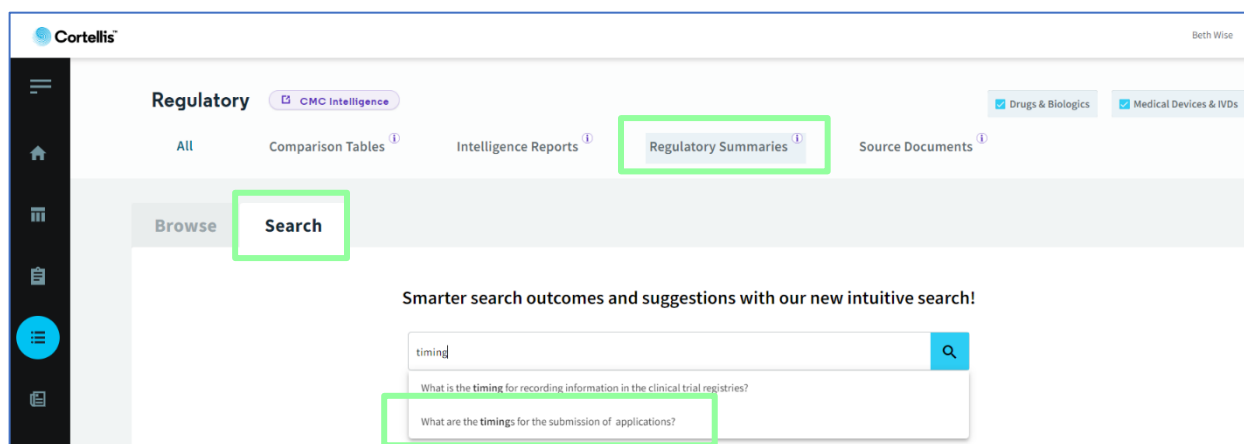 Cortellis™
Beth Wise
Regulatory
CMC Intelligence
Drugs & Biologics
Medical Devices & IVDs
All
Comparison Tables
Intelligence Reports
Regulatory Summaries
Source Documents
Browse
Search
Smarter search outcomes and suggestions with our new intuitive search!
timing
What is the timing for recording information in the clinical trial registries?
What are the timings for the submission of applications?